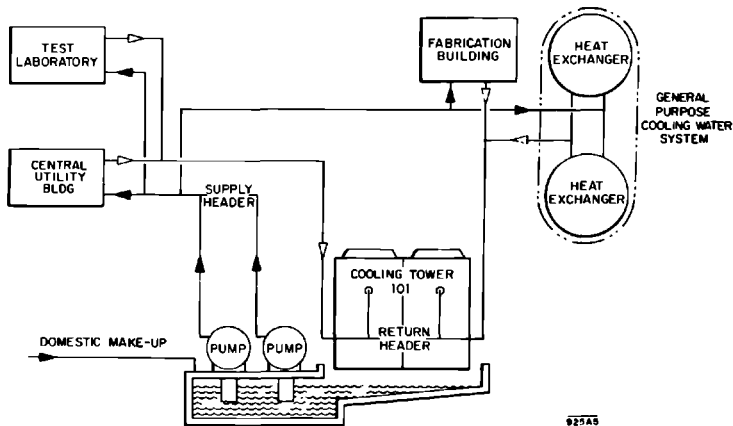 TEST
LABORATORY
FABRICATION
BUILDING
HEAT
EXCHANGER
GENERAL
PURPOSE
COOLING WATER
SYSTEM
CENTRAL
UTILITY
BLDG
SUPPLY
HEADER
HEAT
EXCHANGER
COOLING TOWER
101
RETURN
HEADER
DOMESTIC MAKE-UP
PUMP
PUMP
925A5